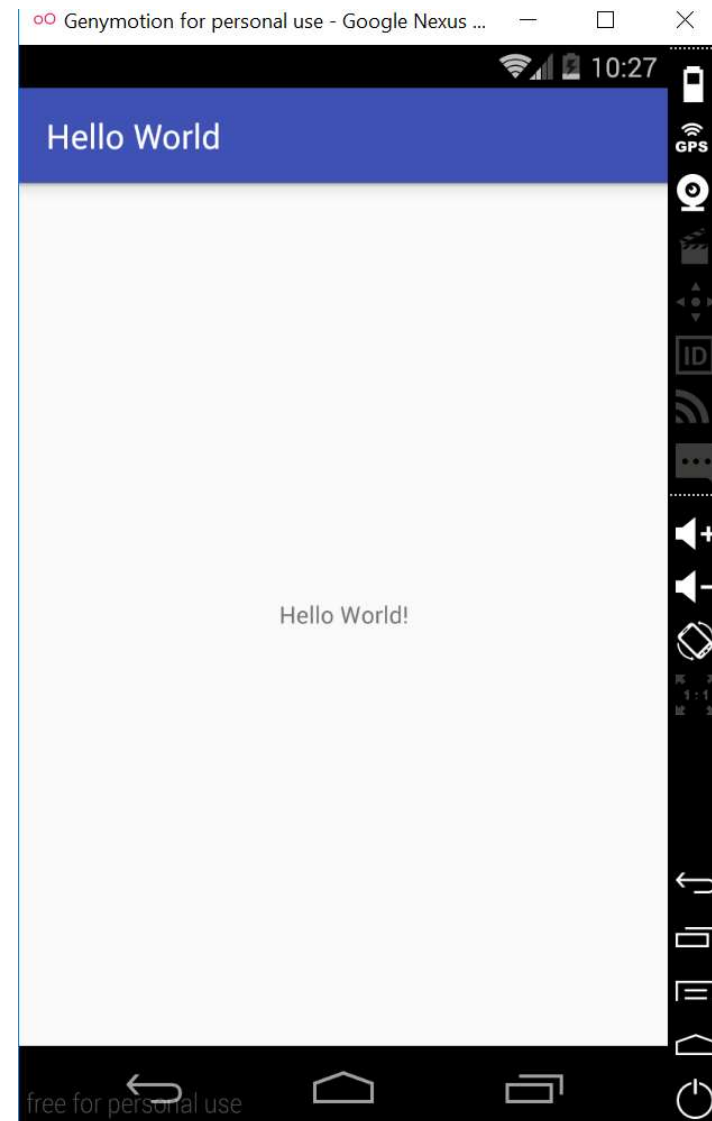 Genymotion for personal use - Google Nexus ...
10:27
Hello World
GPS
ID
Hello World!
1:1
free for personal use